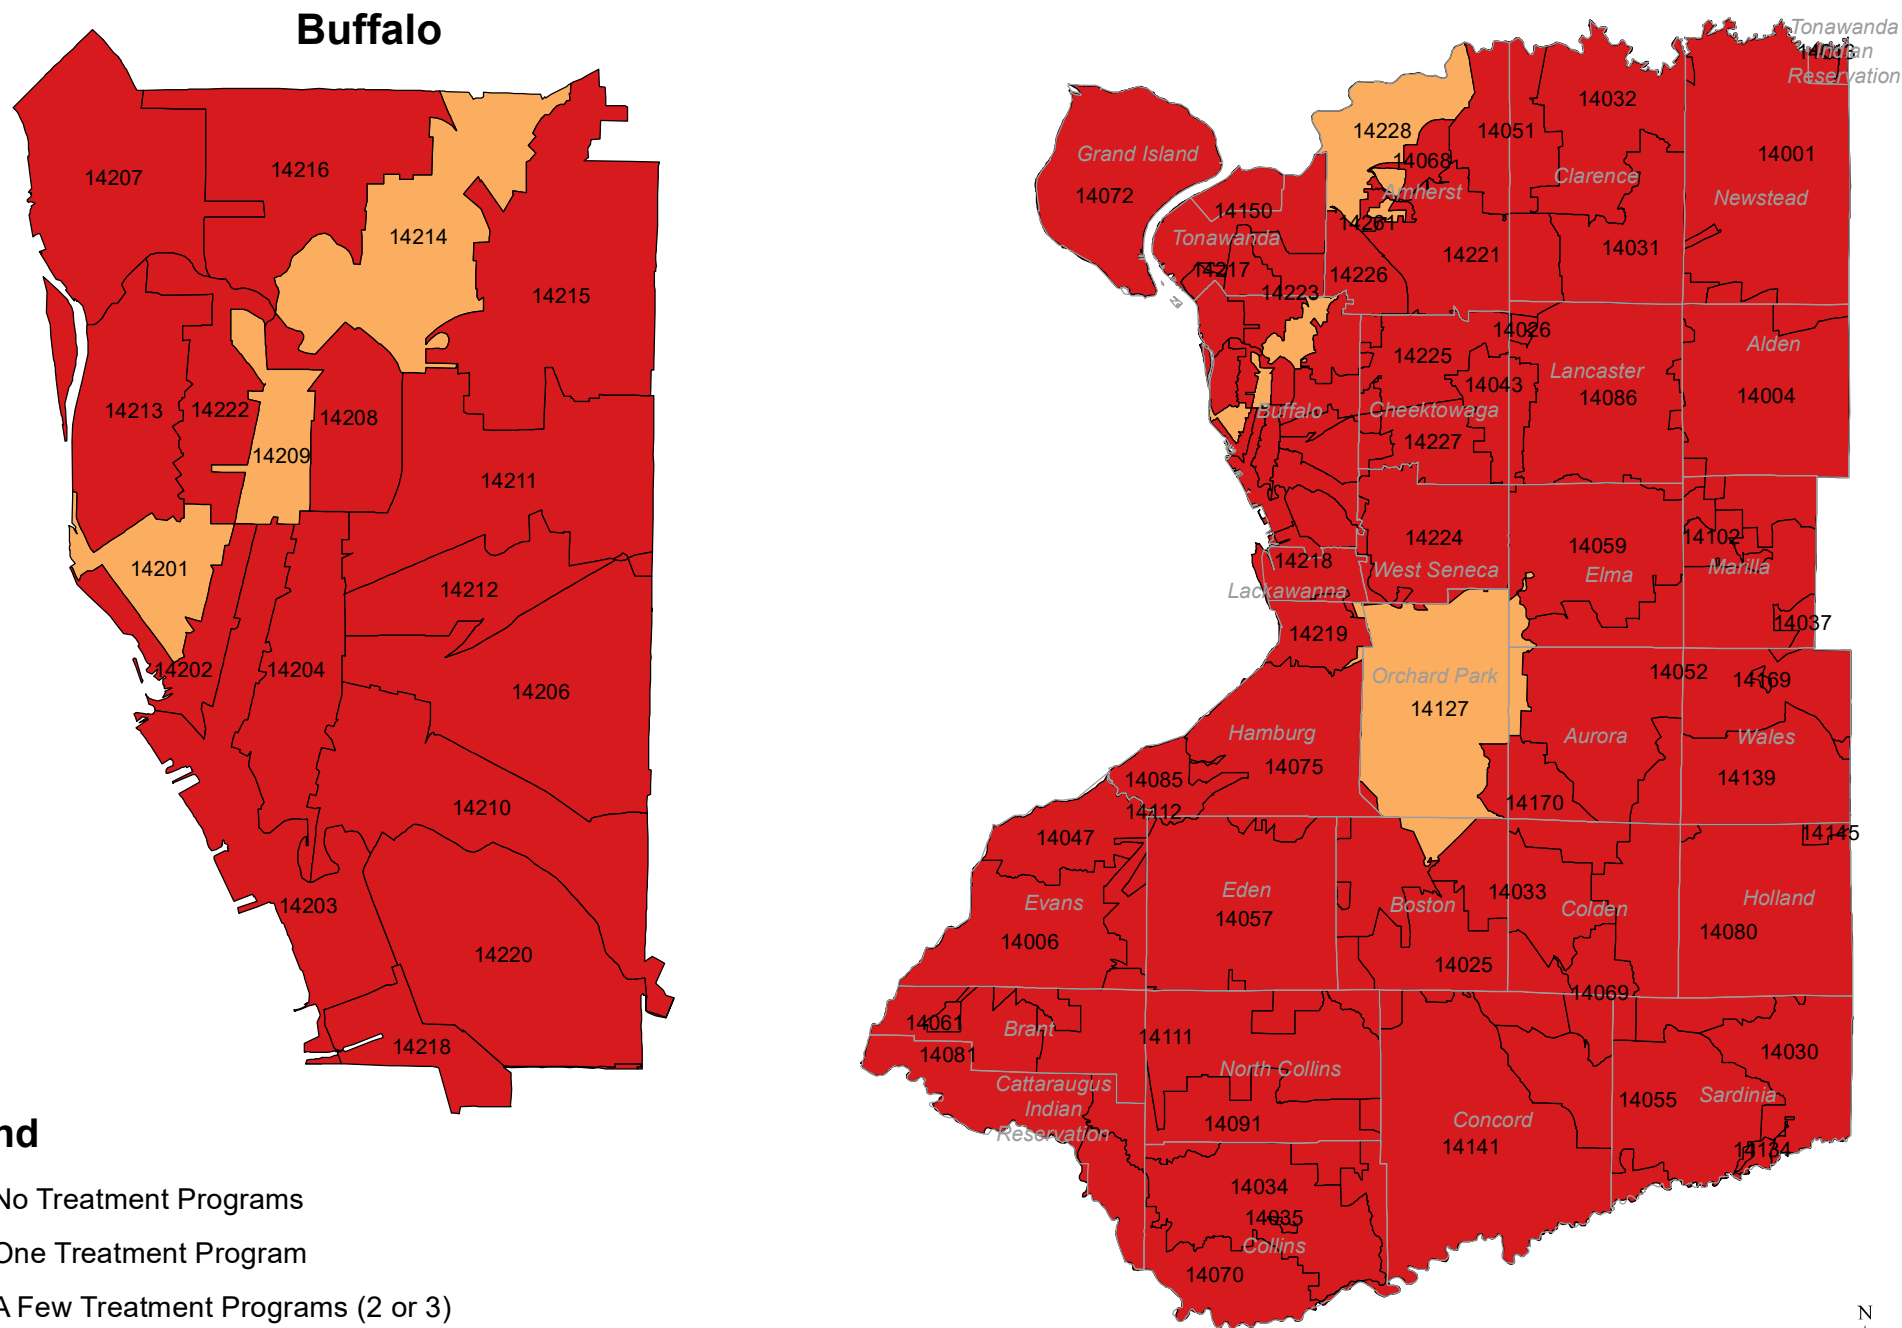 Buffalo
14207
14216
14214
14215
14213
14222
14208
14209
14211
14201
14212
14202
14204
14206
14210
14203
14220
14218
nd
No Treatment Programs
One Treatment Program
A Few Treatment Programs (2 or 3)
Tonawanda
Indian
Reservation
14032
14228
14051
14001
Grand Island
14068
Clarence
14072
Amherst
Newstead
14150
14261
Tonawanda
14221
14031
14217
14226
14223
14026
Alden
14225
Lancaster
14043
14086
14004
Buffalo
Cheektowaga
14227
14224
14059
14102
14218
West Seneca
Elma
Marilla
Lackawanna
14219
14037
Orchard Park
14052
14169
14127
Hamburg
Aurora
Wales
14075
14085
14139
14170
14112
14047
14145
Eden
14033
Evans
14057
Boston
Colden
Holland
14006
14080
14025
14069
14061
Brant
14111
14081
14030
North Collins
Cattaraugus
Indian
Reservation
14055
Sardinia
14091
Concord
14141
14134
14034
14035
Collins
14070
N